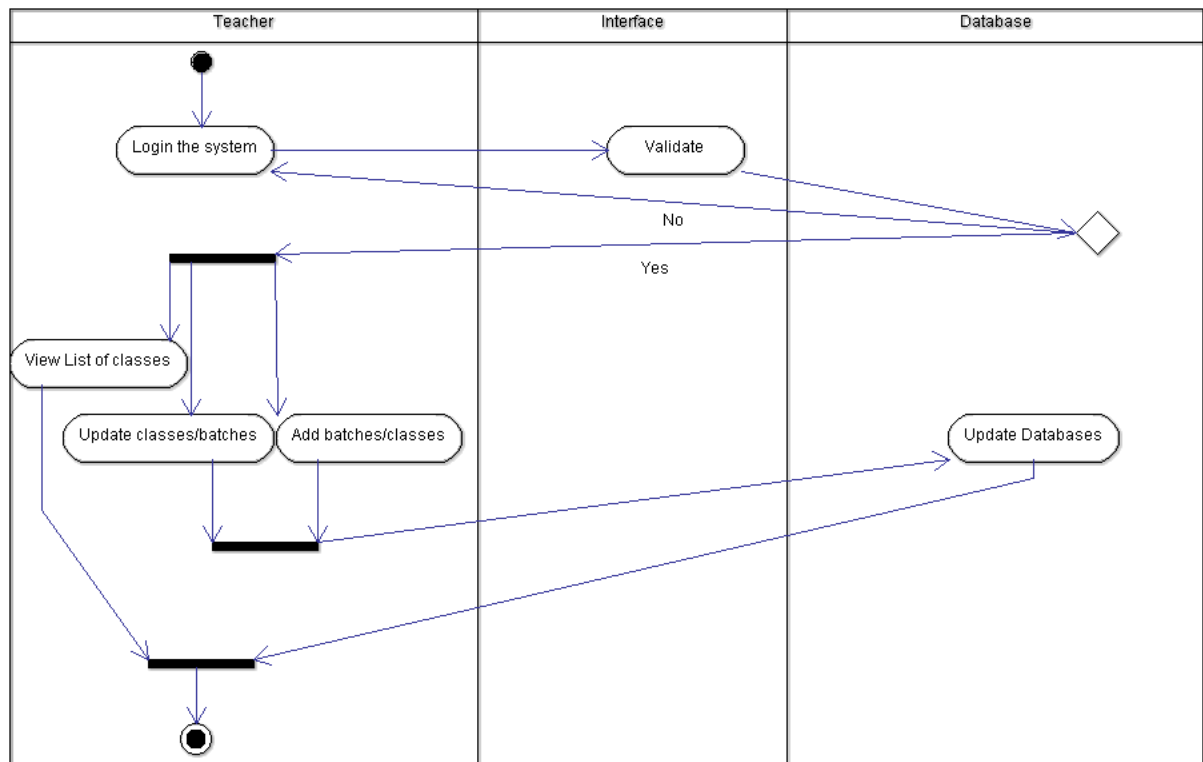 Teacher
Interface
Database
Login the system
Validate
No
Yes
View List of classes
Update classes/batches
Add batches/classes
Update Databases